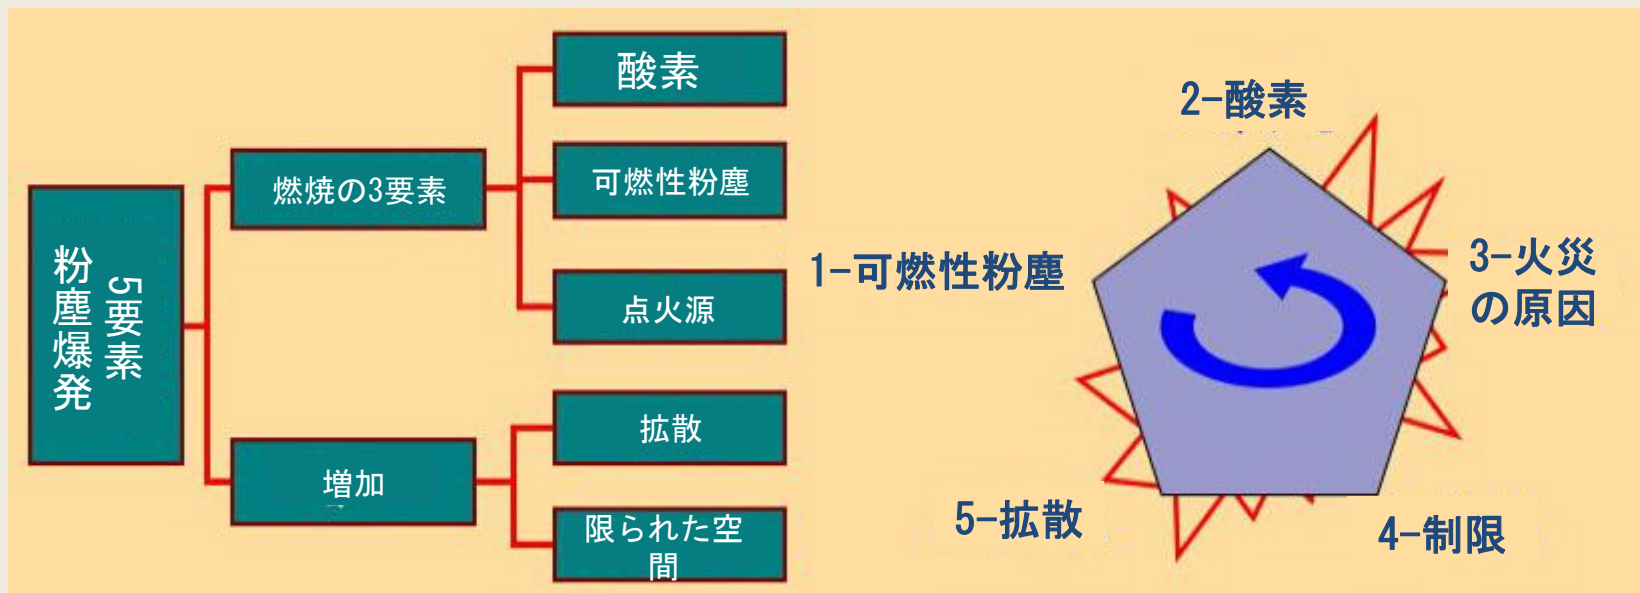 粉塵爆発
5要素
燃焼の3要素
増加
酸素
可燃性粉塵
点火源
拡散
限られた空
間
2-酸素
1-可燃性粉塵
3-火災
の原因
5-拡散
4-制限